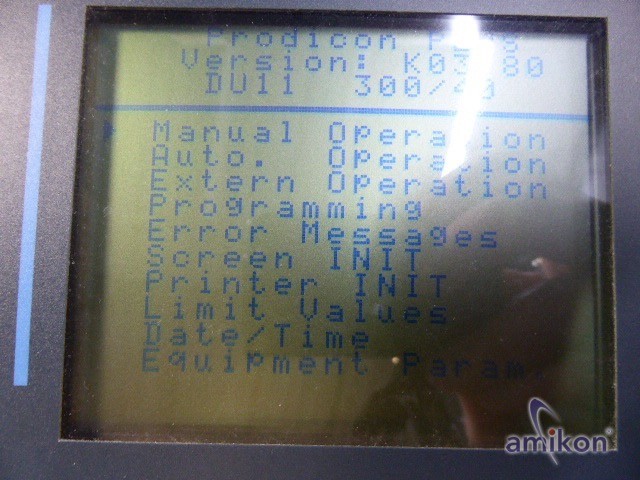 Prodicon
Version: K03 80
DU11 300/40
Manual Operation
Auto. Operation
Extern Operation
Programming
Error Messages
Screen INIT
Printer INIT
Limit Values
Date/Time
Equipment Param.
amikon